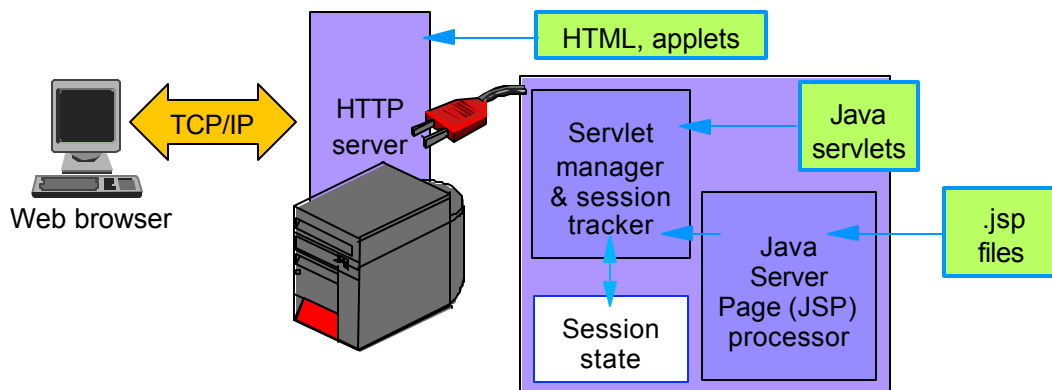 HTML, applets
HTTP
server
TCP/IP
Web browser
Servlet
manager
& session
tracker
Java
servlets
.jsp
files
Java
Server
Page (JSP)
processor
Session
state